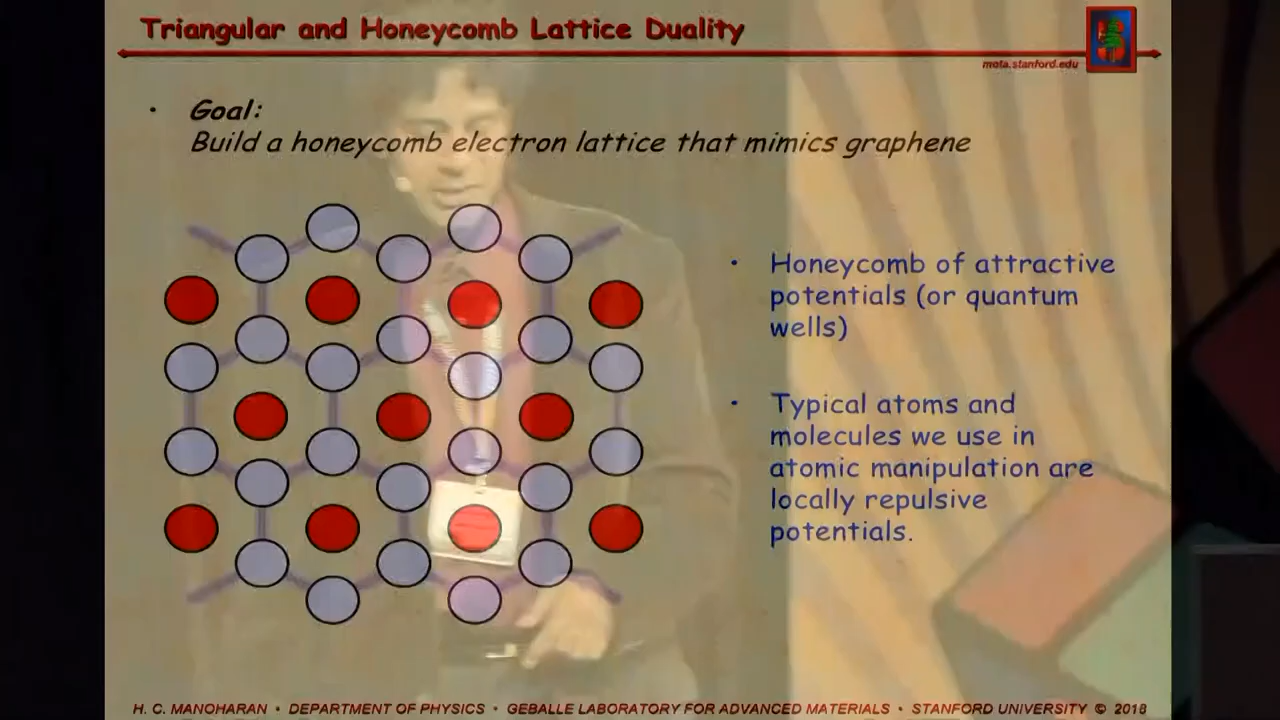 Triangular and Honeycomb Lattice Duality
mota.stanford.edu
• Goal:
Build a honeycomb electron lattice that mimics graphene
• Honeycomb of attractive
potentials (or quantum
wells)
• Typical atoms and
molecules we use in
atomic manipulation are
locally repulsive
potentials.
H. C. MANOHARAN • DEPARTMENT OF PHYSICS • GEBALLE LABORATORY FOR ADVANCED MATERIALS • STANFORD UNIVERSITY © 2018